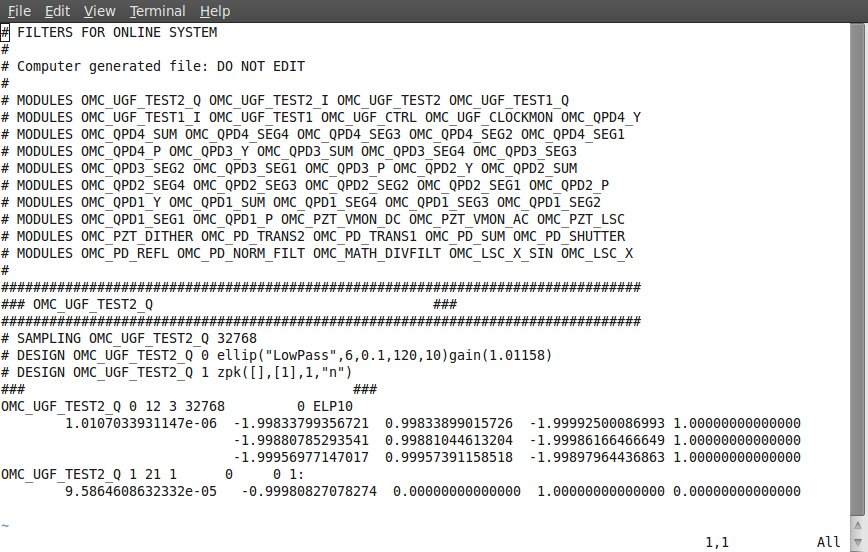 File Edit View Terminal Help
# FILTERS FOR ONLINE SYSTEM
#
# Computer generated file: DO NOT EDIT
#
# MODULES OMC_UGF_TEST2_Q OMC_UGF_TEST2_I OMC_UGF_TEST2 OMC_UGF_TEST1_Q
# MODULES OMC_UGF_TEST1_I OMC_UGF_TEST1 OMC_UGF_CTRL OMC_UGF_CLOCKMON OMC_QPD4_Y
# MODULES OMC_QPD4_SUM OMC_QPD4_SEG4 OMC_QPD4_SEG3 OMC_QPD4_SEG2 OMC_QPD4_SEG1
# MODULES OMC_QPD4_P OMC_QPD3_Y OMC_QPD3_SUM OMC_QPD3_SEG4 OMC_QPD3_SEG3
# MODULES OMC_QPD3_SEG2 OMC_QPD3_SEG1 OMC_QPD3_P OMC_QPD2_Y OMC_QPD2_SUM
# MODULES OMC_QPD2_SEG4 OMC_QPD2_SEG3 OMC_QPD2_SEG2 OMC_QPD2_SEG1 OMC_QPD2_P
# MODULES OMC_QPD1_Y OMC_QPD1_SUM OMC_QPD1_SEG4 OMC_QPD1_SEG3 OMC_QPD1_SEG2
# MODULES OMC_QPD1_SEG1 OMC_QPD1_P OMC_PZT_VMON_DC OMC_PZT_VMON_AC OMC_PZT_LSC
# MODULES OMC_PZT_DITHER OMC_PD_TRANS2 OMC_PD_TRANS1 OMC_PD_SUM OMC_PD_SHUTTER
# MODULES OMC_PD_REFL OMC_PD_NORM_FILT OMC_MATH_DIVFILT OMC_LSC_X_SIN OMC_LSC_X
#
################################################################################
### OMC_UGF_TEST2_Q                                   ###
################################################################################
# SAMPLING OMC_UGF_TEST2_Q 32768
# DESIGN OMC_UGF_TEST2_Q 0 ellip("LowPass",6,0.1,120,10)gain(1.01158)
# DESIGN OMC_UGF_TEST2_Q 1 zpk([],[1],1,"n")
###                                         ###
OMC_UGF_TEST2_Q 0 12 3 32768         0 ELP10
        1.0107033931147e-06  -1.99833799356721  0.99833899015726  -1.99992500086993 1.00000000000000
                             -1.99880785293541  0.99881044613204  -1.99986166466649 1.00000000000000
                             -1.99956977147017  0.99957391158518  -1.99897964436863 1.00000000000000
OMC_UGF_TEST2_Q 1 21 1      0     0 1:
        9.5864608632332e-05   -0.99980827078274  0.00000000000000  1.00000000000000 0.00000000000000
~
1,1 All